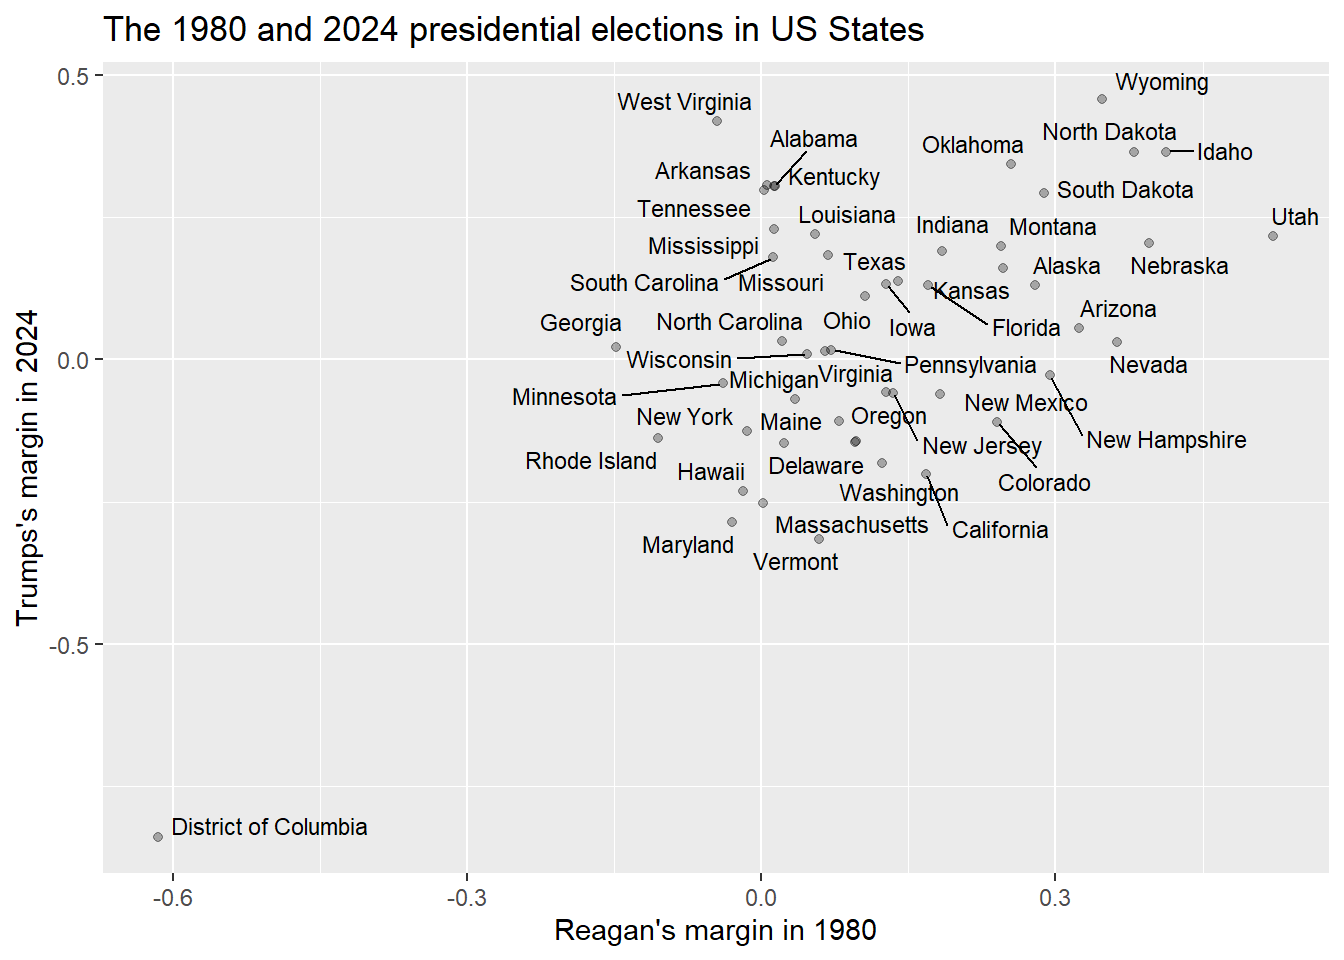 The 1980 and 2024 presidential elections in US States
0.5
Wyoming
West Virginia
North Dakota
Alabama
Oklahoma
Idaho
Arkansas
Kentucky
South Dakota
Tennessee
Louisiana
Utah
Indiana
Montana
Mississippi
Texas
Alaska
Nebraska
South Carolina
Missouri
Kansas
Arizona
Georgia
North Carolina
Ohio
Iowa
Florida
0.0
Wisconsin
Pennsylvania
Nevada
Michigan
Virginia
Minnesota
New Mexico
New York
Maine
Oregon
New Hampshire
New Jersey
Rhode Island
Delaware
Hawaii
Colorado
Washington
Massachusetts
California
Maryland
Vermont
-0.5
District of Columbia
-0.6
-0.3
0.0
0.3
Reagan's margin in 1980
Trumps's margin in 2024